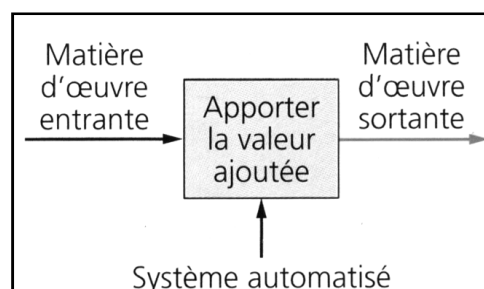 Matière
d'œuvre
entrante
Apporter
la valeur
ajoutée
Matière
d'œuvre
sortante
Système automatisé